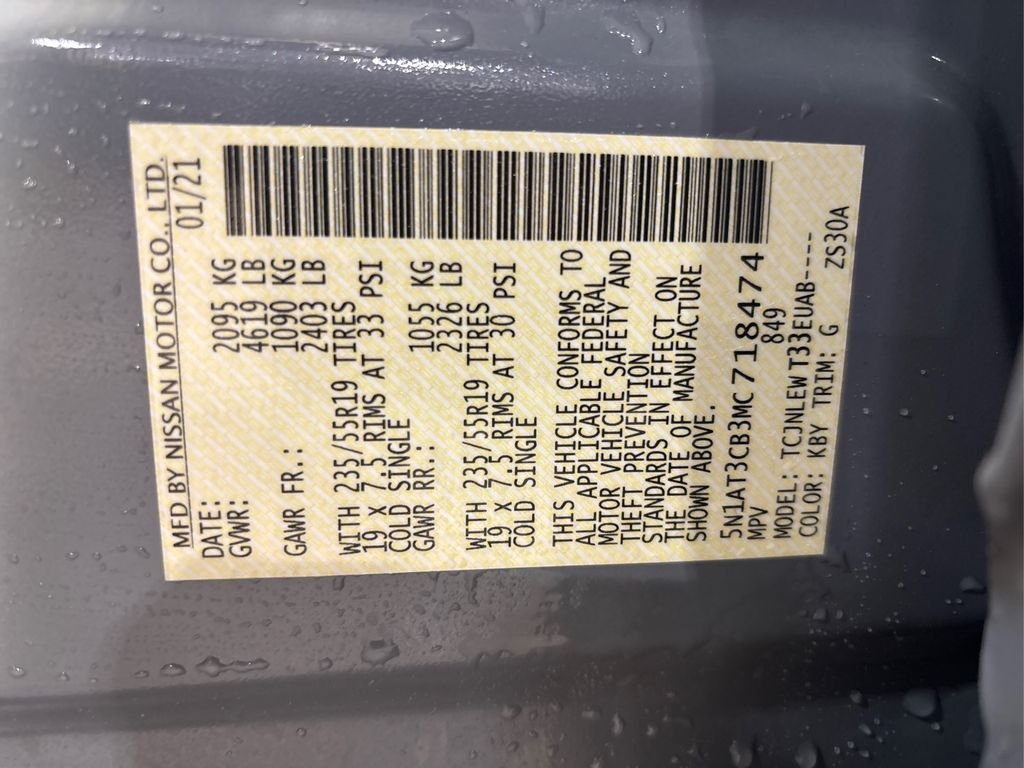 MFD BY NISSAN MOTOR CO., LTD.
DATE: 01/21
GVWR: 2095 KG
4619 LB
GAWR FR.: 1090 KG
2403 LB
WITH 235/55R19 TIRES
19 X 7.5 RIMS AT 33 PSI
COLD SINGLE
GAWR RR.: 1055 KG
2326 LB
WITH 235/55R19 TIRES
19 X 7.5 RIMS AT 30 PSI
COLD SINGLE
THIS VEHICLE CONFORMS TO
ALL APPLICABLE FEDERAL
MOTOR VEHICLE SAFETY AND
THEFT PREVENTION
STANDARDS IN EFFECT ON
THE DATE OF MANUFACTURE
SHOWN ABOVE.
5N1AT3CB3MC718474
MPV 849
MODEL: TCJNLEWT33EUAB----
COLOR: KBY TRIM: G ZS30A